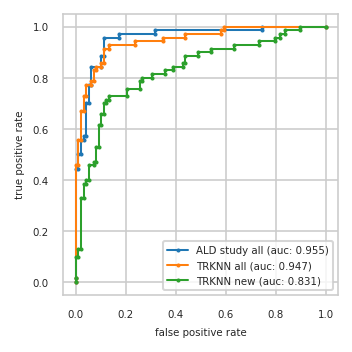 1.0
0.8
0.6
0.4
0.2
0.0
true positive rate
ALD study all (auc: 0.955)
TRKNN all (auc: 0.947)
TRKNN new (auc: 0.831)
0.0 0.2 0.4 0.6 0.8 1.0
false positive rate